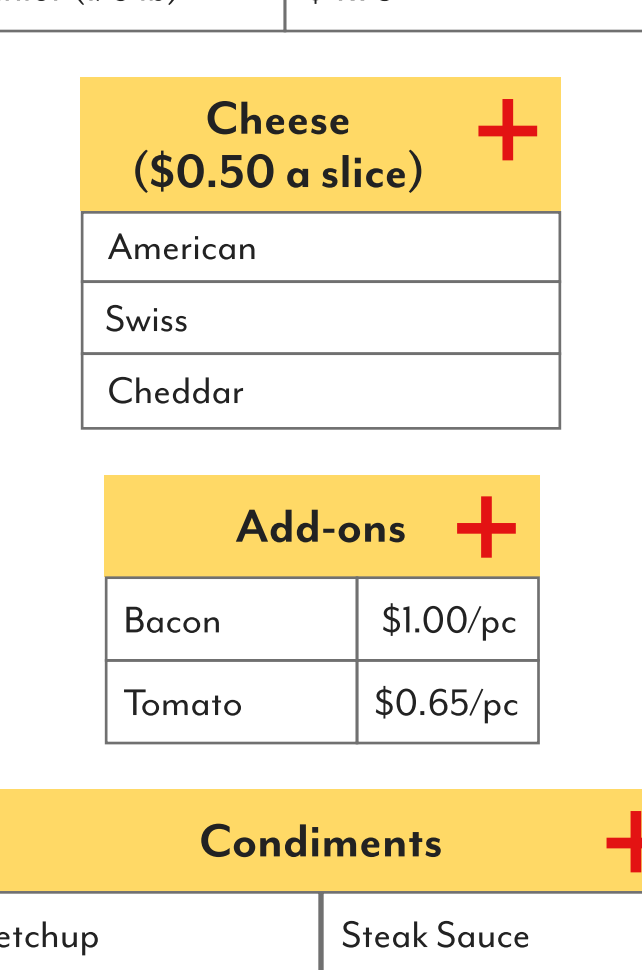 Cheese
($0.50 a slice)
American
Swiss
Cheddar
Add-ons
Bacon $1.00/pc
Tomato $0.65/pc
Condiments
etchup Steak Sauce